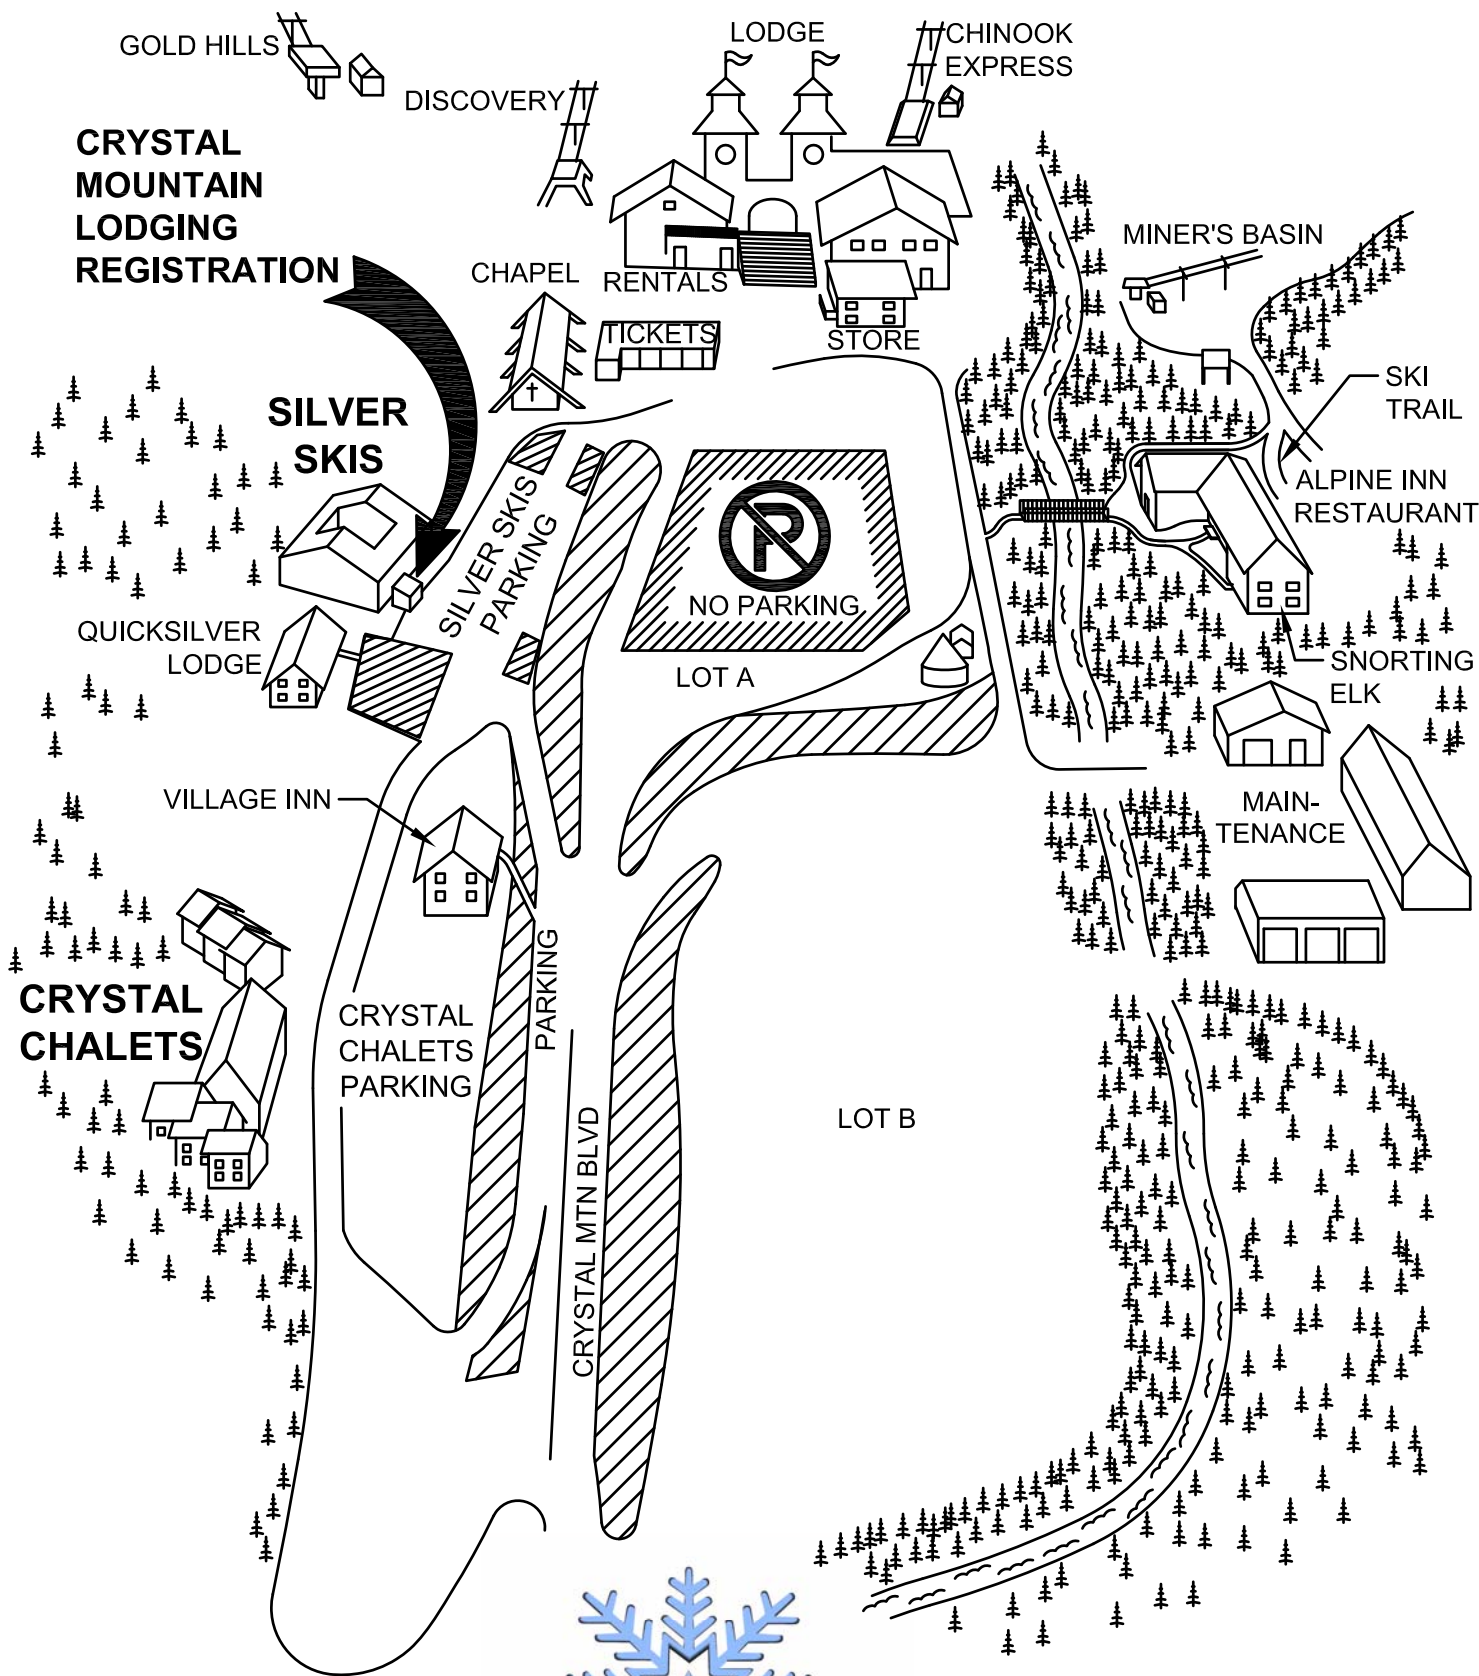 GOLD HILLS
DISCOVERY
LODGE
CHINOOK
EXPRESS
CRYSTAL
MOUNTAIN
LODGING
REGISTRATION
CHAPEL
RENTALS
TICKETS
STORE
MINER'S BASIN
SKI
TRAIL
SILVER
SKIS
ALPINE INN
RESTAURANT
SILVER SKIS
PARKING
P
NO PARKING
QUICKSILVER
LODGE
LOT A
SNORTING
ELK
VILLAGE INN
MAIN-
TENANCE
PARKING
CRYSTAL
CHALETS
CRYSTAL
CHALETS
PARKING
LOT B
CRYSTAL MTN BLVD